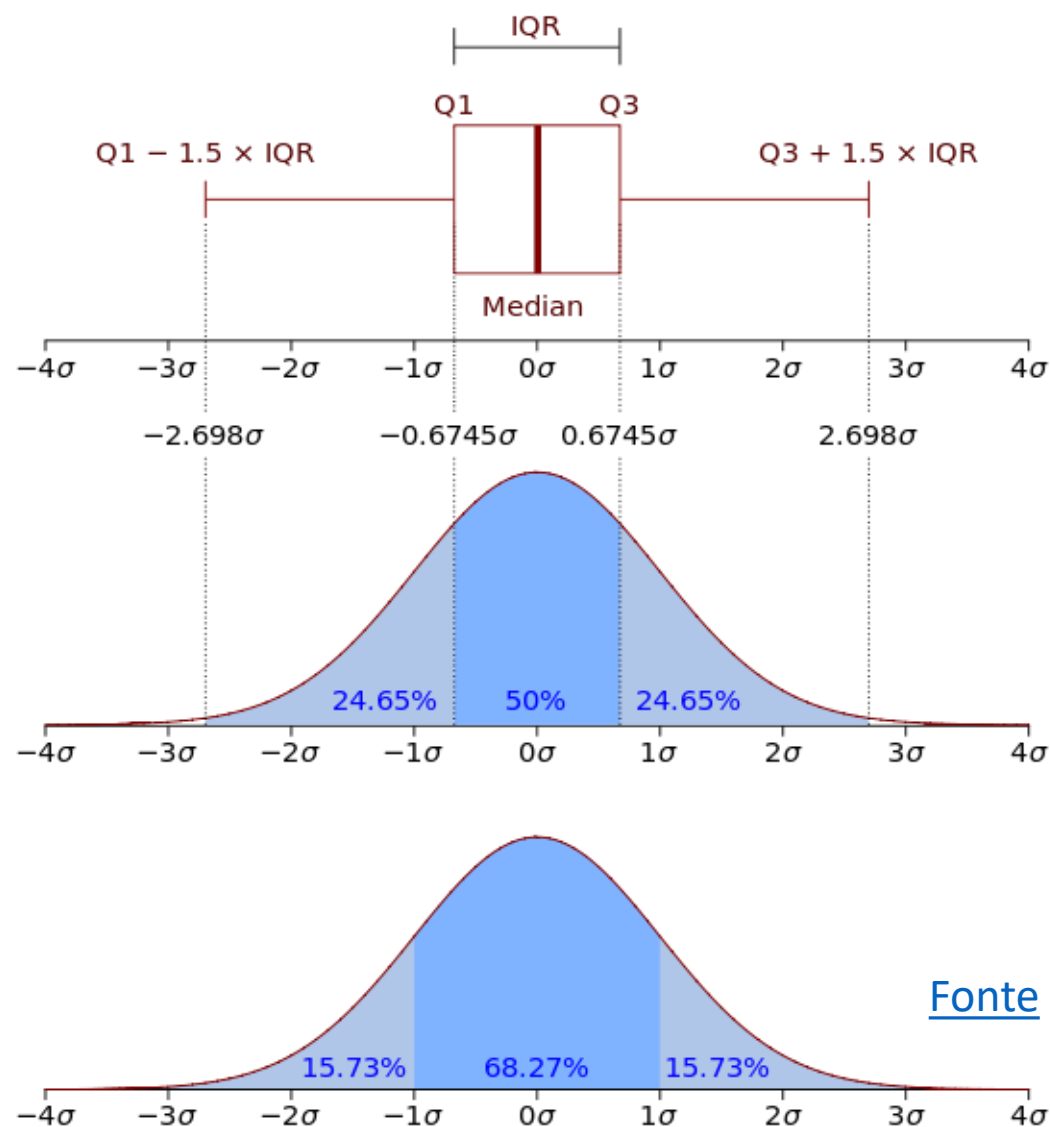 IQR
Q1 Q3
Q1 − 1.5 × IQR Q3 + 1.5 × IQR
Median
−4σ −3σ −2σ −1σ 0σ 1σ 2σ 3σ 4σ
−2.698σ −0.6745σ 0.6745σ 2.698σ
24.65% 50% 24.65%
−4σ −3σ −2σ −1σ 0σ 1σ 2σ 3σ 4σ
Fonte
15.73% 68.27% 15.73%
−4σ −3σ −2σ −1σ 0σ 1σ 2σ 3σ 4σ